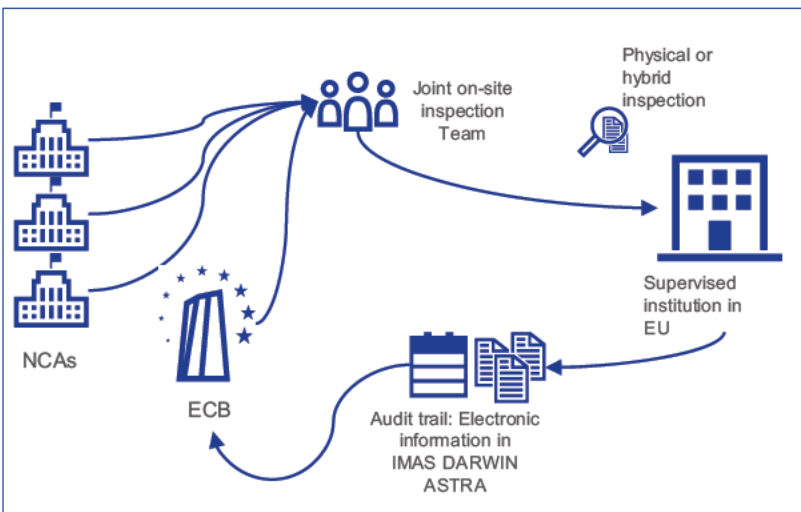 Physical or
hybrid
inspection
Joint on-site
inspection
Team
Supervised
institution in
EU
NCAs
ECB
Audit trail: Electronic
information in
IMAS DARWIN
ASTRA